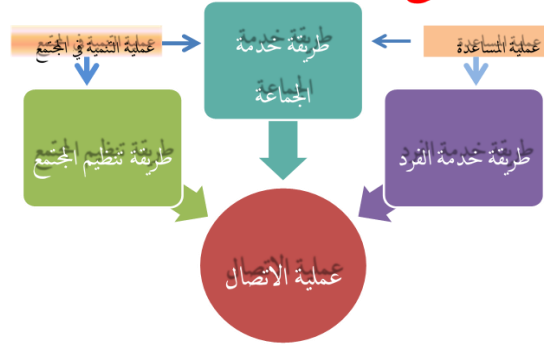 عملية المساعدة
طريقة خدمة
الجماعة
عملية التنمية في المجتمع
طريقة خدمة الفرد
طريقة تنظيم المجتمع
عملية الاتصال